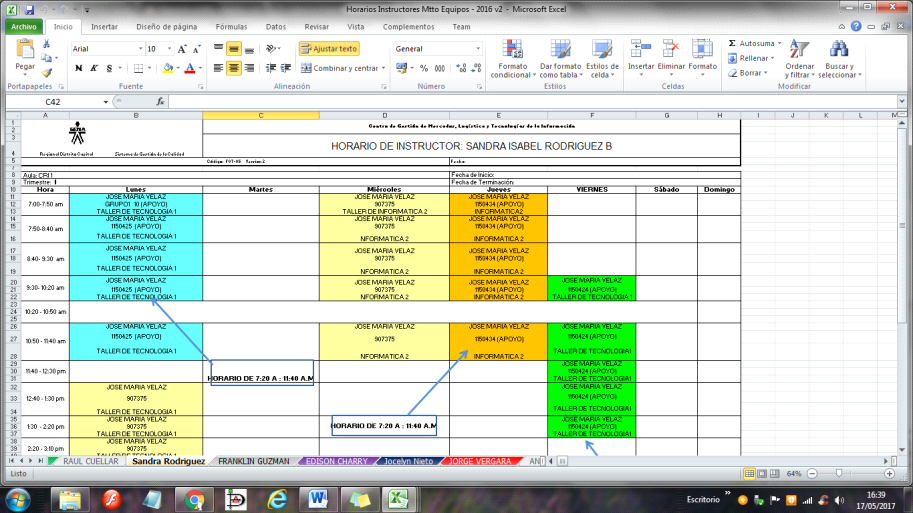 Horarios Instructores Mtto Equipos - 2016 v2 - Microsoft Excel
Archivo Inicio Insertar Diseño de página Fórmulas Datos Revisar Vista Complementos Team
Pegar
Arial 10
N K S
Ajustar texto
Combinar y centrar
General
% 000
Formato condicional
Dar formato como tabla
Estilos de celda
Insertar Eliminar Formato
Autosuma
Rellenar
Borrar
Ordenar y filtrar
Buscar y seleccionar
Portapapeles Fuente Alineación Número Estilos Celdas Modificar
C42 fx
A B C D E F G H I J K L M
SENA
Regional Distrito Capital Sistema de Gestión de la Calidad
Centro de Gestión de Mercados, Logística y Tecnologías de la Información
HORARIO DE INSTRUCTOR: SANDRA ISABEL RODRIGUEZ B
Fecha:
Fecha de Inicio:
Trimestre: Fecha de Terminación:
Hora Lunes Martes Miércoles Jueves VIERNES Sábado Domingo
7:00-7:50 am
JOSE MARIA VELAZ JOSE MARIA VELAZ JOSE MARIA VELAZ
GRUPO1 10 (APOYO) 907375 1150434 (APOYO)
TALLER DE TECNOLOGIA 1 TALLER DE INFORMATICA 2 INFORMATICA2
7:50-8:40 am
JOSE MARIA VELAZ JOSE MARIA VELAZ JOSE MARIA VELAZ
1150425 (APOYO) 907375 1150434 (APOYO)
TALLER DE TECNOLOGIA 1 NFORMATICA 2 INFORMATICA 2
8:40- 9:30 am
JOSE MARIA VELAZ JOSE MARIA VELAZ JOSE MARIA VELAZ
1150425 (APOYO) 907375 1150434 (APOYO)
TALLER DE TECNOLOGIA 1 NFORMATICA 2 INFORMATICA 2
9:30- 10:20 am
JOSE MARIA VELAZ JOSE MARIA VELAZ JOSE MARIA VELAZ JOSE MARIA VELAZ
1150425 (APOYO) 907375 1150434 (APOYO) 1150424 (APOYO)
TALLER DE TECNOLOGIA 1 NFORMATICA 2 INFORMATICA 2 TALLER DE TECNOLOGIA 1
10:20 - 10:50 am
10:50 - 11:40 am
JOSE MARIA VELAZ JOSE MARIA VELAZ JOSE MARIA VELAZ JOSE MARIA VELAZ
1150425 (APOYO) 907375 1150434 (APOYO) 1150424 (APOYO)
TALLER DE TECNOLOGIA 1 NFORMATICA 2 INFORMATICA 2 TALLER DE TECNOLOGIA1
11:40 - 12:30 pm
HORARIO DE 7:20 A : 11:40 A.M
JOSE MARIA VELAZ
1150424 (APOYO)
TALLER DE TECNOLOGIA1
12:40 - 1:30 pm
JOSE MARIA VELAZ JOSE MARIA VELAZ
907375 1150424 (APOYO)
TALLER DE TECNOLOGIA 1 TALLER DE TECNOLOGIA1
1:30 - 2:20 pm
JOSE MARIA VELAZ JOSE MARIA VELAZ
907375 1150424 (APOYO)
TALLER DE TECNOLOGIA 1 TALLER DE TECNOLOGIA1
HORARIO DE 7:20 A : 11:40 A.M
2:20 - 3:10 pm
JOSE MARIA VELAZ
907375
TALLER DE TECNOLOGIA 1
RAUL CUELLAR Sandra Rodriguez FRANKLIN GUZMAN EDISON CHARRY Jocelyn Nieto JORGE VERGARA
Listo 64%
Escritorio 16:39
17/05/2017